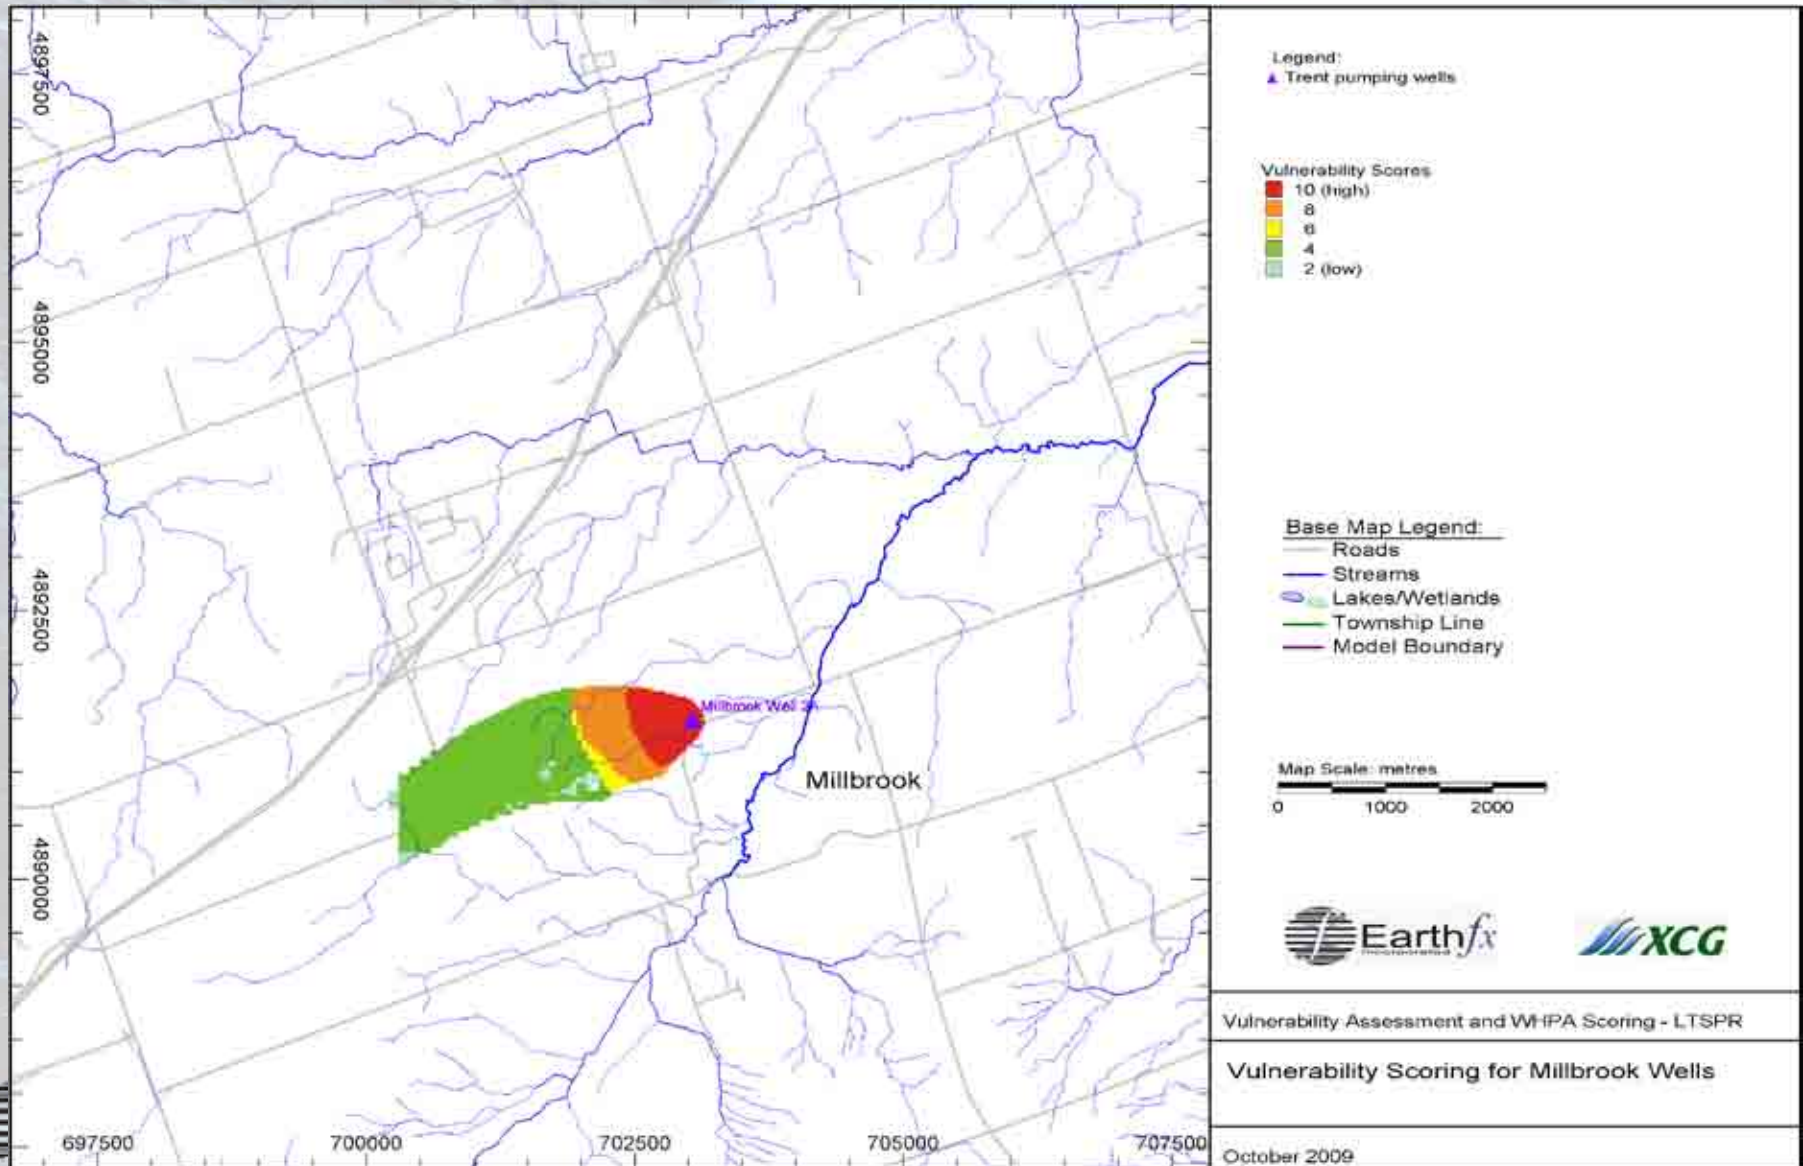 4897500
4895000
4892500
4890000
697500
700000
702500
705000
707500
Millbrook Well
Millbrook
Legend:
Trent pumping wells
Vulnerability Scores
10 (high)
8
6
4
2 (low)
Base Map Legend:
Roads
Streams
Lakes/Wetlands
Township Line
Model Boundary
Map Scale: metres
0 1000 2000
Earthfx
XCG
Vulnerability Assessment and WHPA Scoring - LTSPR
Vulnerability Scoring for Millbrook Wells
October 2009